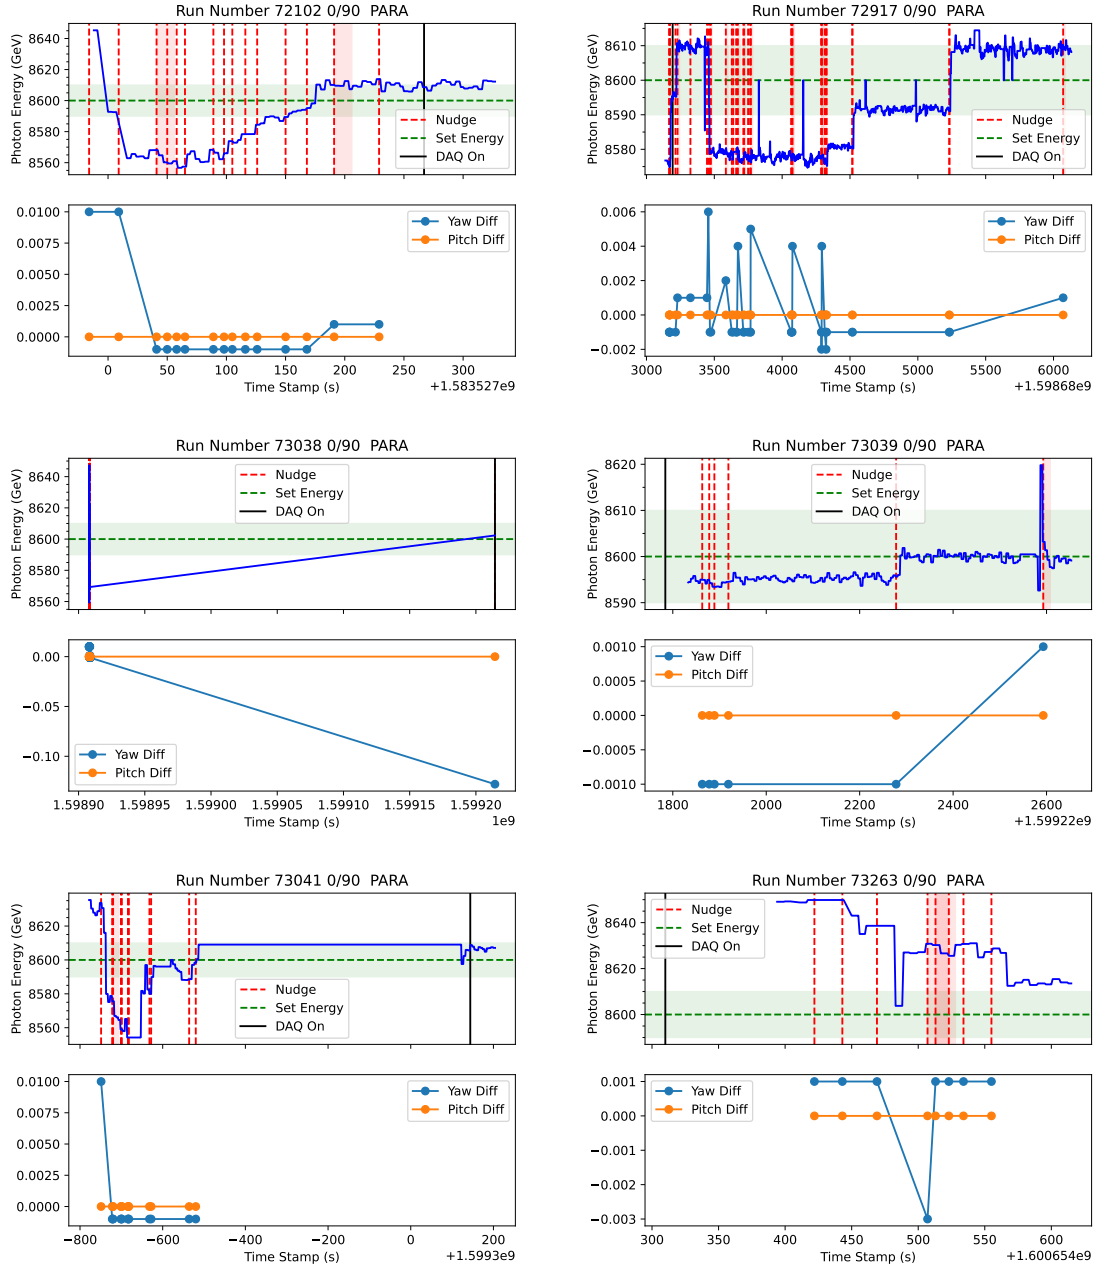 Run Number 72102 0/90  PARA
Photon Energy (GeV)
8640
8620
8600
8580
8560
Nudge
Set Energy
DAQ On
0.0100
0.0075
0.0050
0.0025
0.0000
Yaw Diff
Pitch Diff
0 50 100 150 200 250 300
Time Stamp (s)
+1.583527e9
Run Number 72917 0/90  PARA
Photon Energy (GeV)
8610
8600
8590
8580
Nudge
Set Energy
DAQ On
0.006
0.004
0.002
0.000
−0.002
Yaw Diff
Pitch Diff
3000 3500 4000 4500 5000 5500 6000
Time Stamp (s)
+1.59868e9
Run Number 73038 0/90  PARA
Photon Energy (GeV)
8640
8620
8600
8580
8560
Nudge
Set Energy
DAQ On
0.00
−0.05
−0.10
Yaw Diff
Pitch Diff
1.59890 1.59895 1.59900 1.59905 1.59910 1.59915 1.59920
Time Stamp (s)
1e9
Run Number 73039 0/90  PARA
Photon Energy (GeV)
8620
8610
8600
8590
Nudge
Set Energy
DAQ On
0.0010
0.0005
0.0000
−0.0005
−0.0010
Yaw Diff
Pitch Diff
1800 2000 2200 2400 2600
Time Stamp (s)
+1.59922e9
Run Number 73041 0/90  PARA
Photon Energy (GeV)
8620
8600
8580
8560
Nudge
Set Energy
DAQ On
0.0100
0.0075
0.0050
0.0025
0.0000
Yaw Diff
Pitch Diff
−800 −600 −400 −200 0 200
Time Stamp (s)
+1.5993e9
Run Number 73263 0/90  PARA
Photon Energy (GeV)
8640
8620
8600
Nudge
Set Energy
DAQ On
0.001
0.000
−0.001
−0.002
−0.003
Yaw Diff
Pitch Diff
300 350 400 450 500 550 600
Time Stamp (s)
+1.600654e9